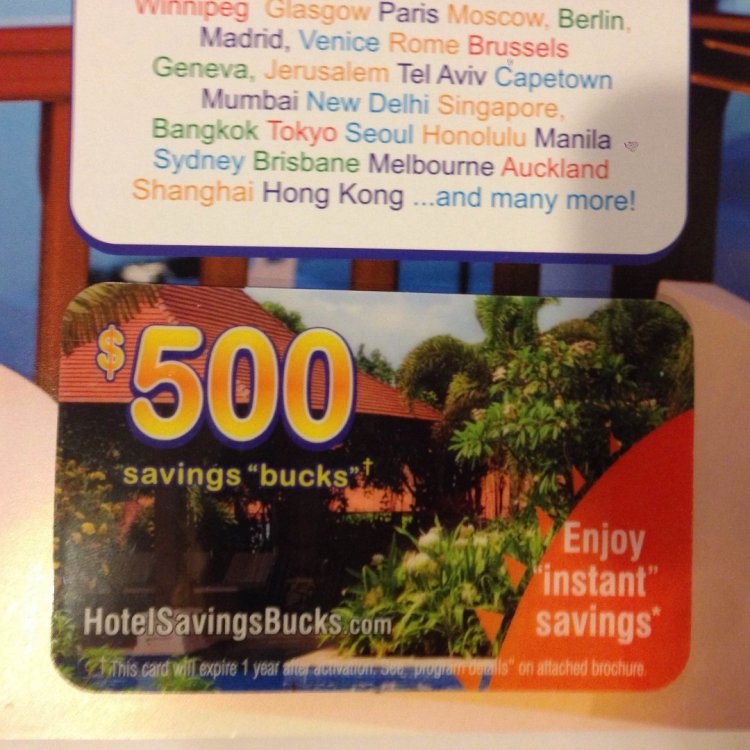 Winnipeg Glasgow Paris Moscow, Berlin,
Madrid, Venice Rome Brussels
Geneva, Jerusalem Tel Aviv Capetown
Mumbai New Delhi Singapore,
Bangkok Tokyo Seoul Honolulu Manila
Sydney Brisbane Melbourne Auckland
Shanghai Hong Kong ...and many more!
$500
savings "bucks"†
Enjoy
"instant"
savings*
HotelSavingsBucks.com
† This card will expire 1 year after activation. See "program details" on attached brochure.